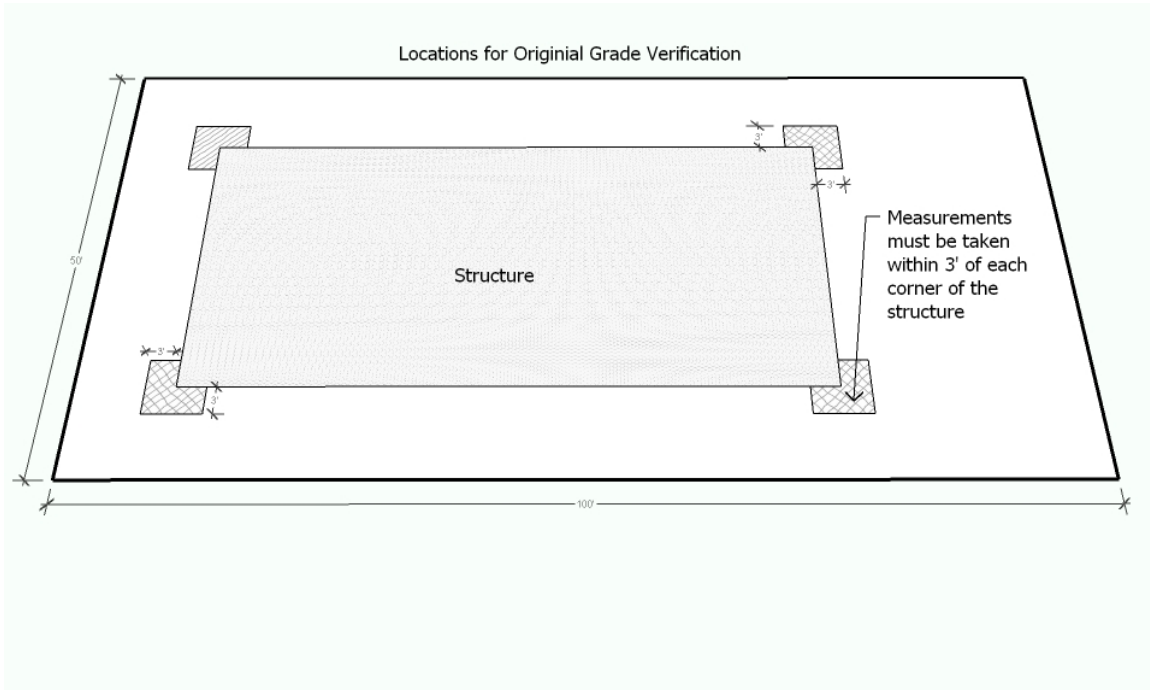 Locations for Originial Grade Verification
3'
3'
50'
Measurements
must be taken
within 3' of each
corner of the
structure
Structure
3'
3'
100'